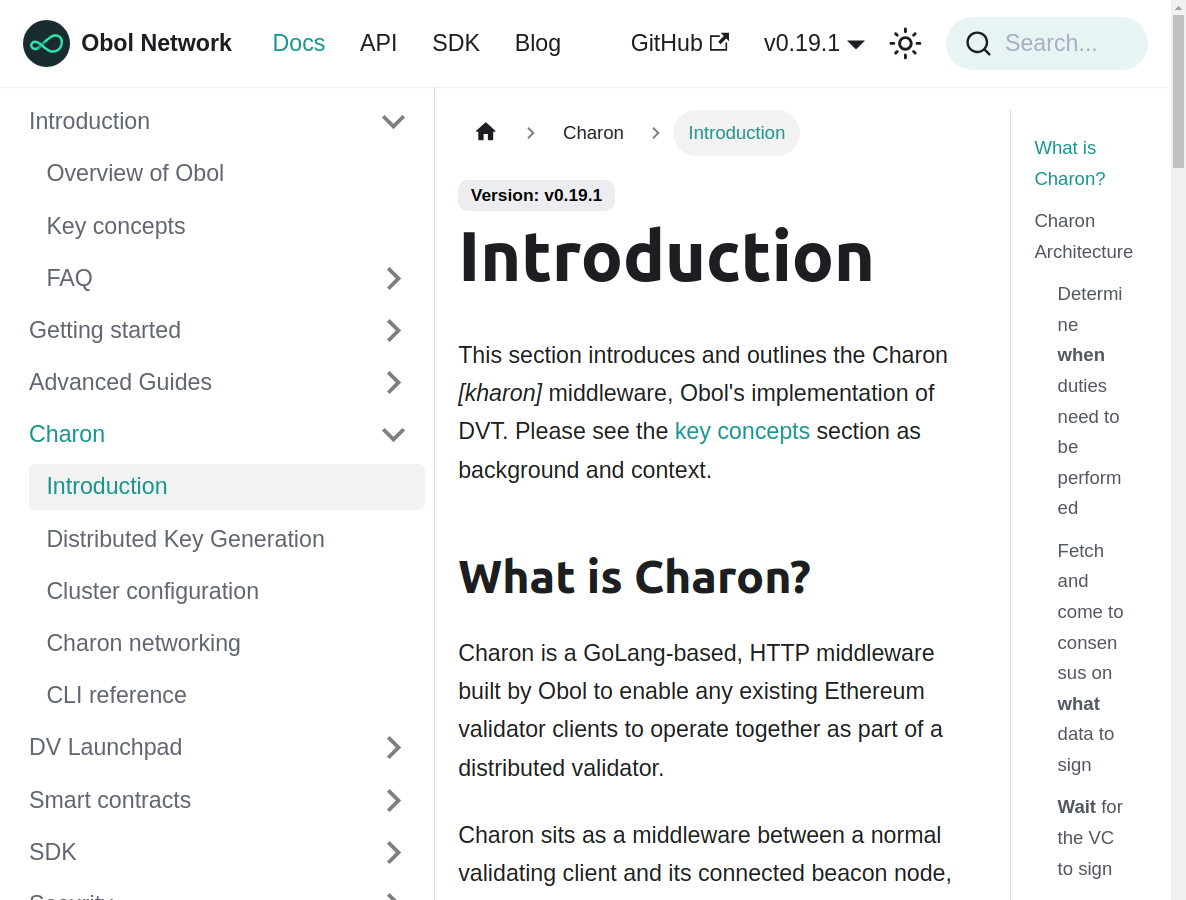 Obol Network
Docs
API
SDK
Blog
GitHub
v0.19.1
Search...
Introduction
Overview of Obol
Key concepts
FAQ
Getting started
Advanced Guides
Charon
Introduction
Distributed Key Generation
Cluster configuration
Charon networking
CLI reference
DV Launchpad
Smart contracts
SDK
Security
Charon
Introduction
Version: v0.19.1
Introduction
This section introduces and outlines the Charon
[kharon] middleware, Obol's implementation of
DVT. Please see the key concepts section as
background and context.
What is Charon?
Charon is a GoLang-based, HTTP middleware
built by Obol to enable any existing Ethereum
validator clients to operate together as part of a
distributed validator.
Charon sits as a middleware between a normal
validating client and its connected beacon node,
What is
Charon?
Charon
Architecture
Determi
ne
when
duties
need to
be
perform
ed
Fetch
and
come to
consen
sus on
what
data to
sign
Wait for
the VC
to sign